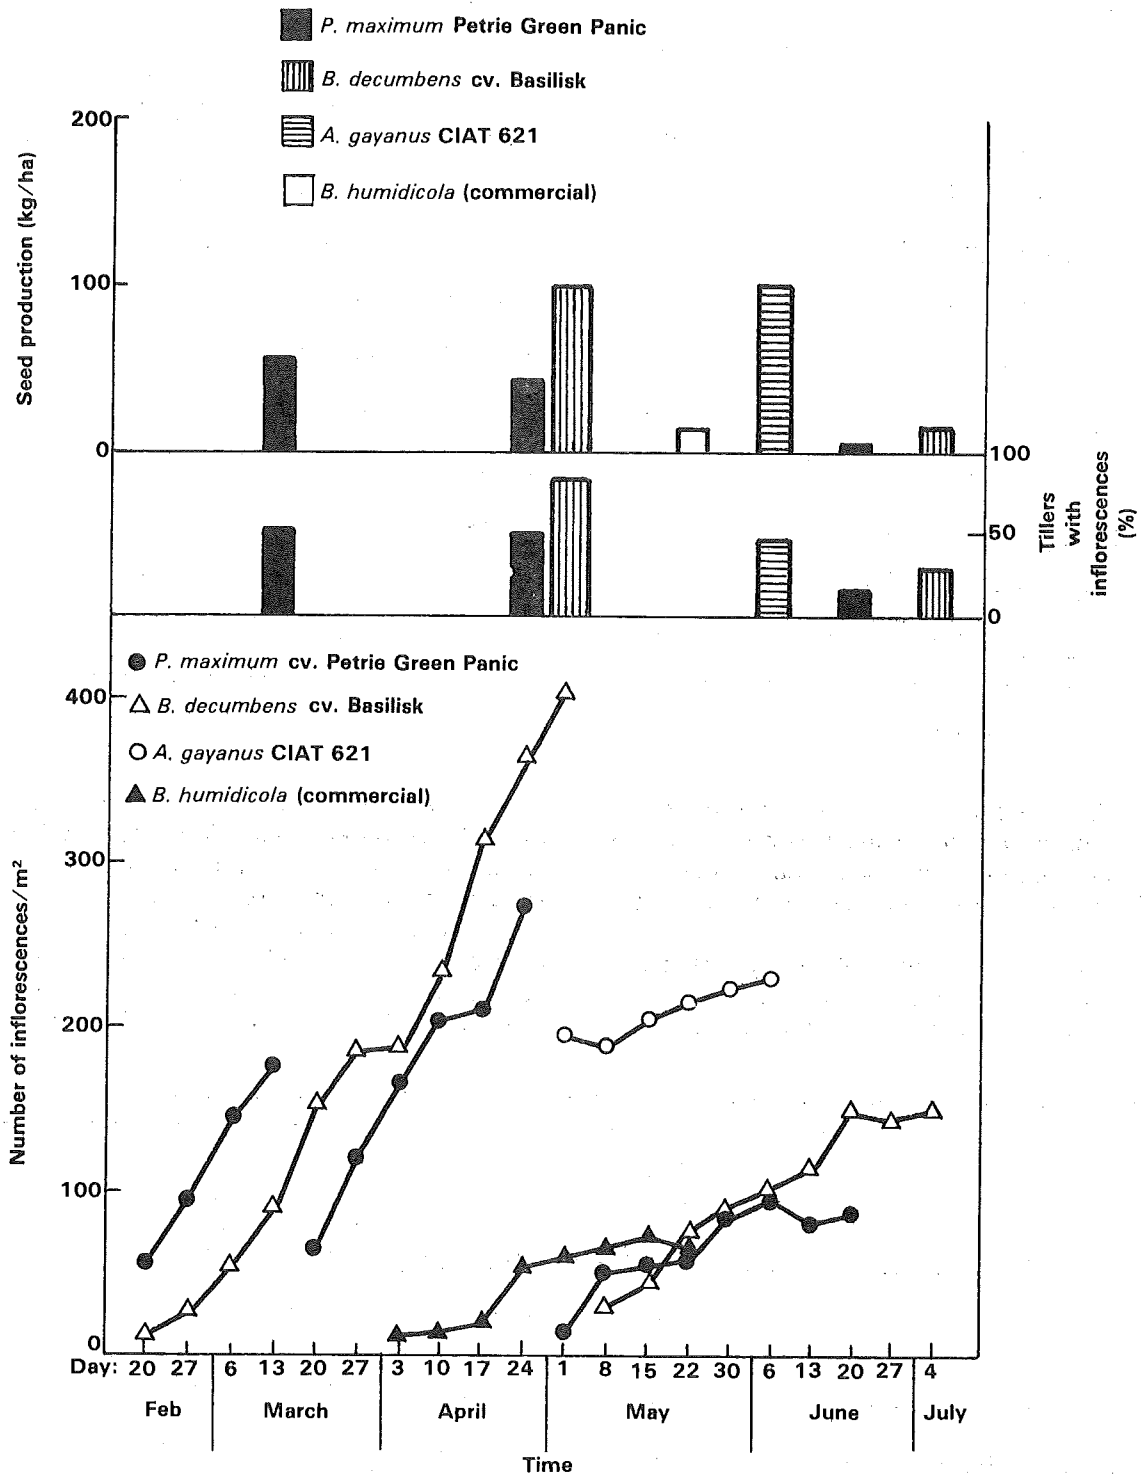 P. maximum Petrie Green Panic
B. decumbens cv. Basilisk
A. gayanus CIAT 621
B. humidicola (commercial)
Seed production (kg/ha)
200
100
0
100
50
0
Tillers
with
inflorescences
(%)
P. maximum cv. Petrie Green Panic
B. decumbens cv. Basilisk
A. gayanus CIAT 621
B. humidicola (commercial)
Number of inflorescences/m²
400
300
200
100
0
Day: 20 27 6 13 20 27 3 10 17 24 1 8 15 22 30 6 13 20 27 4
Feb March April May June July
Time